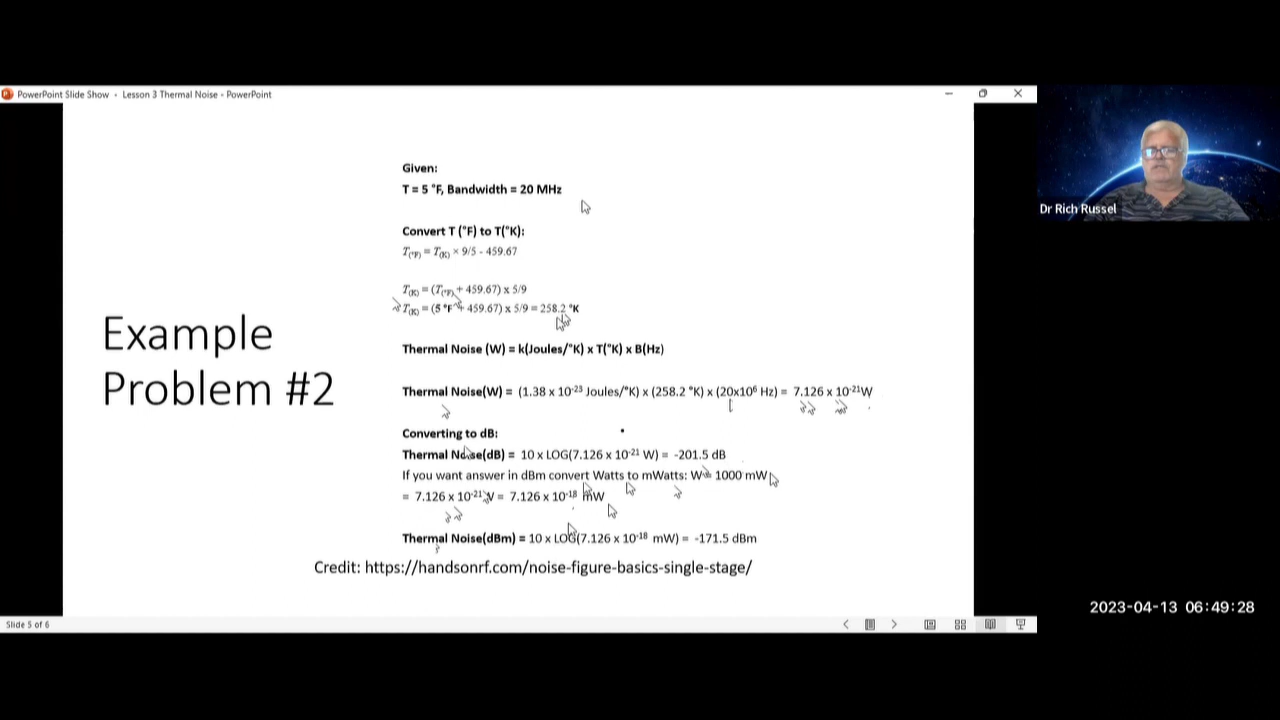 PowerPoint Slide Show - Lesson 3 Thermal Noise - PowerPoint
Given:
T = 5 °F, Bandwidth = 20 MHz
Convert T (°F) to T(°K):
T(°F) = T(K) × 9/5 - 459.67
T(K) = (T(°F) + 459.67) x 5/9
T(K) = (5 °F + 459.67) x 5/9 = 258.2 °K
Example
Problem #2
Thermal Noise (W) = k(Joules/°K) x T(°K) x B(Hz)
Thermal Noise(W) = (1.38 x 10⁻²³ Joules/°K) x (258.2 °K) x (20x10⁶ Hz) = 7.126 x 10⁻²¹W
Converting to dB:
Thermal Noise(dB) = 10 x LOG(7.126 x 10⁻²¹ W) = -201.5 dB
If you want answer in dBm convert Watts to mWatts: W = 1000 mW
= 7.126 x 10⁻²¹ W = 7.126 x 10⁻¹⁸ mW
Thermal Noise(dBm) = 10 x LOG(7.126 x 10⁻¹⁸ mW) = -171.5 dBm
Credit: https://handsonrf.com/noise-figure-basics-single-stage/
Slide 5 of 6
Dr Rich Russel
2023-04-13 06:49:28